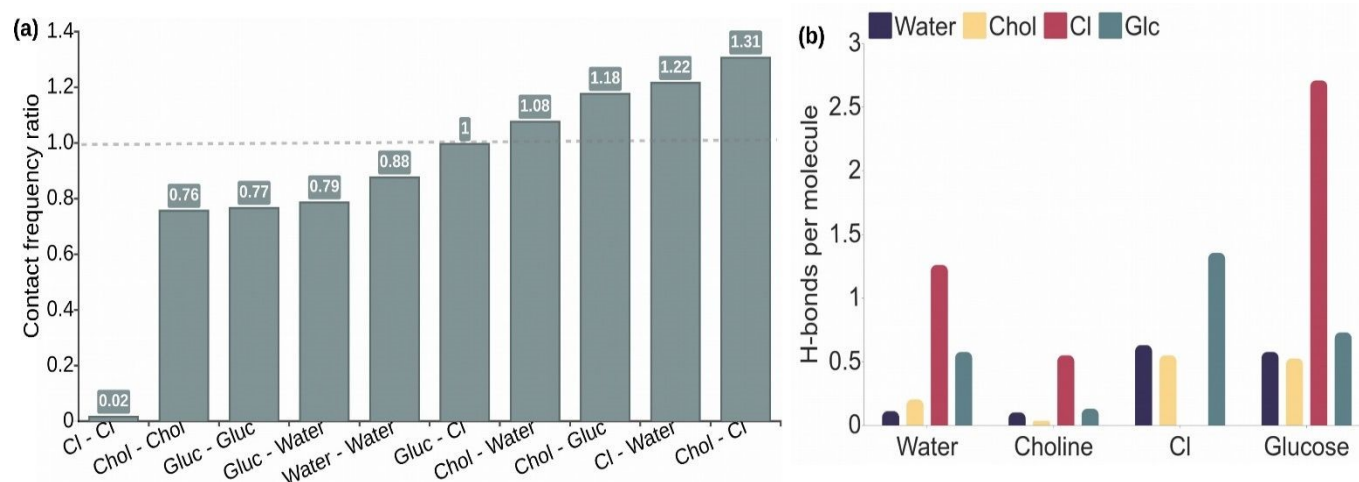 (a)
Contact frequency ratio
1.4
1.2
1.0
0.8
0.6
0.4
0.2
0
0.02
0.76
0.77
0.79
0.88
1
1.08
1.18
1.22
1.31
Cl - Cl
Chol - Chol
Gluc - Gluc
Gluc - Water
Water - Water
Gluc - Cl
Chol - Water
Chol - Gluc
Cl - Water
Chol - Cl
(b)
Water Chol Cl Glc
H-bonds per molecule
3
2.5
2
1.5
1
0.5
0
Water Choline Cl Glucose